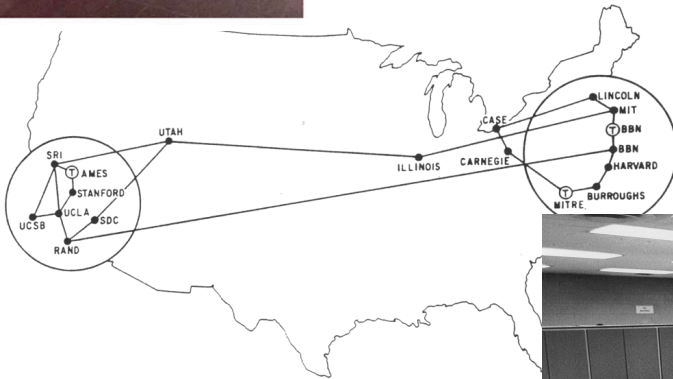 LINCOLN
MIT
CASE
T BBN
UTAH
BBN
SRI
ILLINOIS
CARNEGIE
HARVARD
T AMES
STANFORD
MITRE
T
BURROUGHS
UCLA
SDC
UCSB
RAND